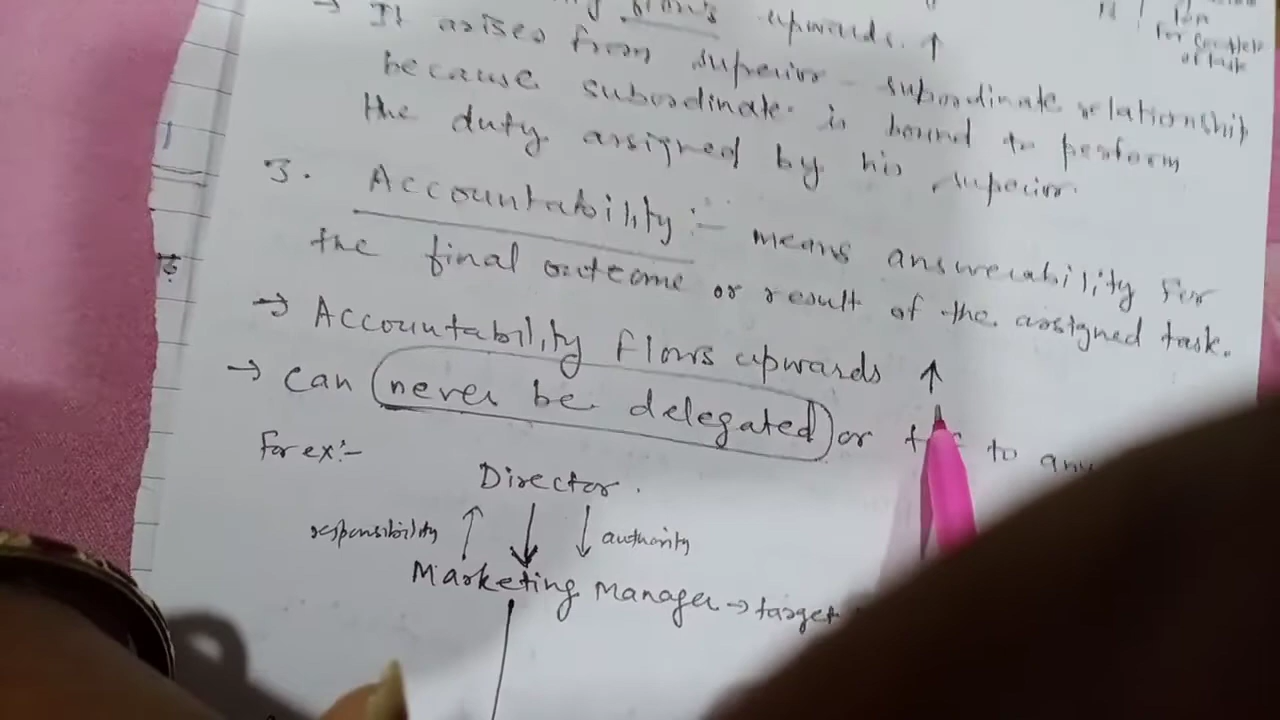 flows upwards. ↑
→ It arises from superior - subordinate relationship
because subordinate is bound to perform
the duty assigned by his superior.
3. Accountability :- means answerability for
the final outcome or result of the assigned task.
→ Accountability flows upwards ↑
→ can never be delegated or to any
For ex:-
Director.
responsibility ↑ ↓ ↓ authority
Marketing Manager → target